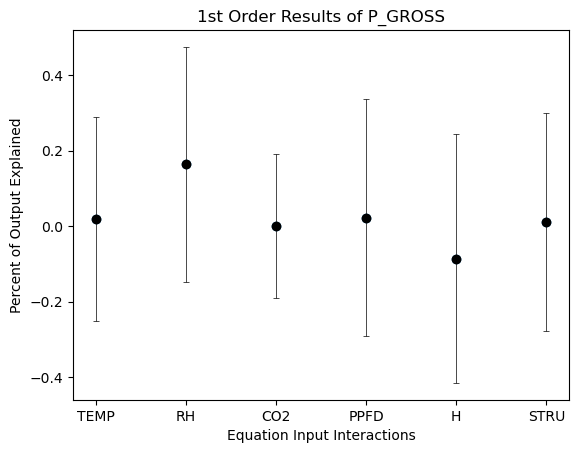 1st Order Results of P_GROSS
Percent of Output Explained
0.4
0.2
0.0
−0.2
−0.4
TEMP RH CO2 PPFD H STRU
Equation Input Interactions